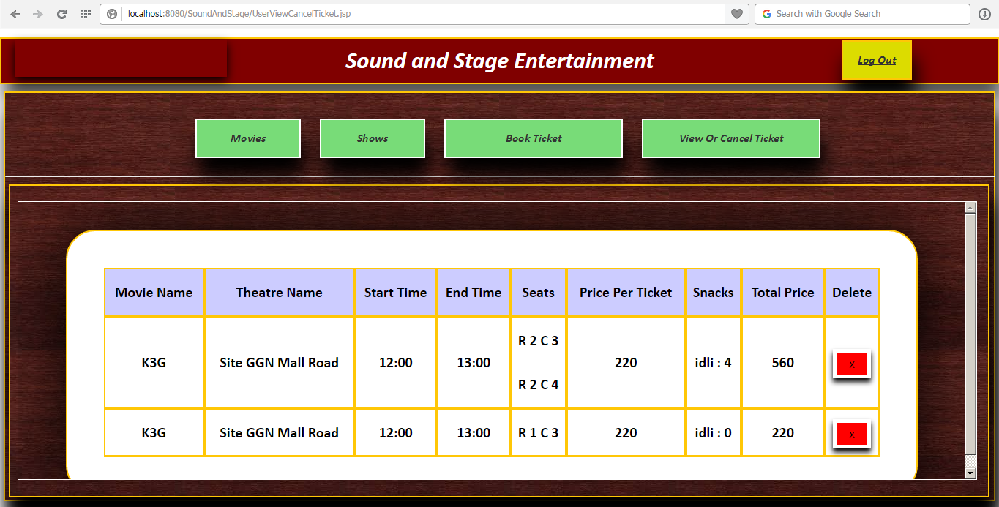 localhost:8080/SoundAndStage/UserViewCancelTicket.jsp
Search with Google Search
Sound and Stage Entertainment
Log Out
Movies
Shows
Book Ticket
View Or Cancel Ticket
Movie Name Theatre Name Start Time End Time Seats Price Per Ticket Snacks Total Price Delete
R 2 C 3
K3G Site GGN Mall Road 12:00 13:00 220 idli : 4 560 x
R 2 C 4
K3G Site GGN Mall Road 12:00 13:00 R 1 C 3 220 idli : 0 220 x